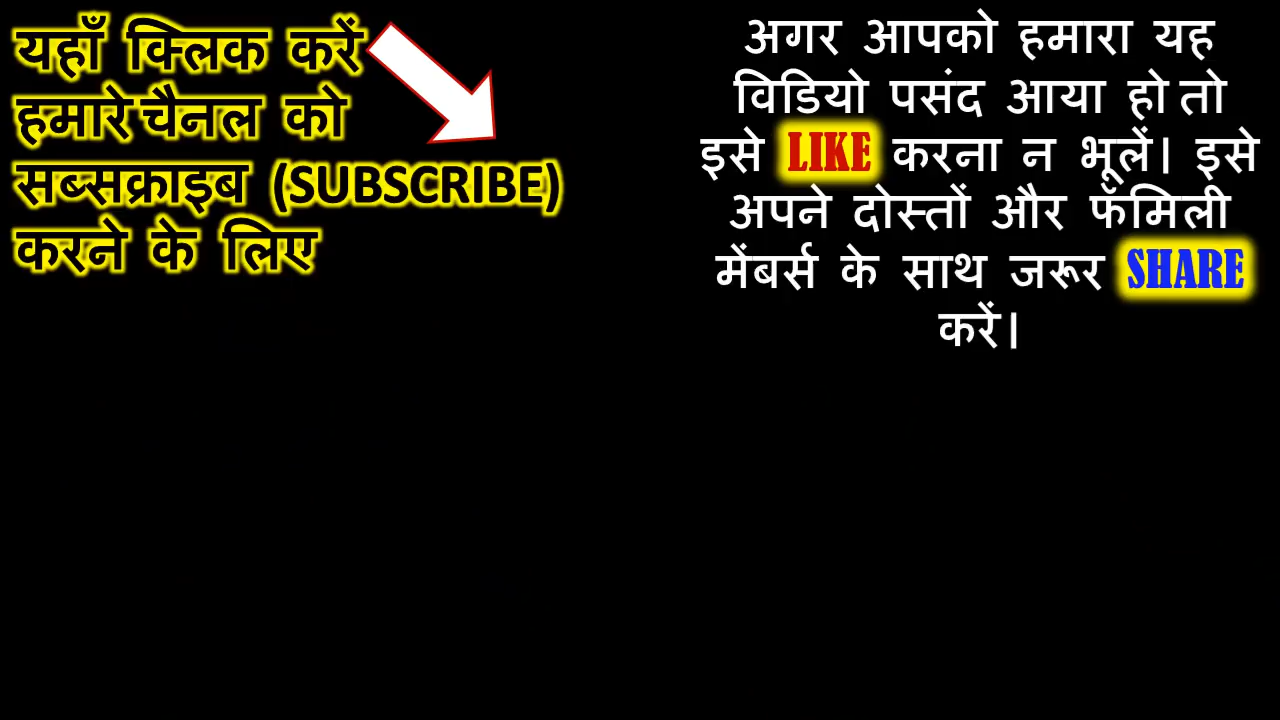 यहाँ क्लिक करें
हमारे चैनल को
सब्सक्राइब (SUBSCRIBE)
करने के लिए
अगर आपको हमारा यह
विडियो पसंद आया हो तो
इसे LIKE करना न भूलें। इसे
अपने दोस्तों और फॅमिली
मेंबर्स के साथ जरूर SHARE
करें।